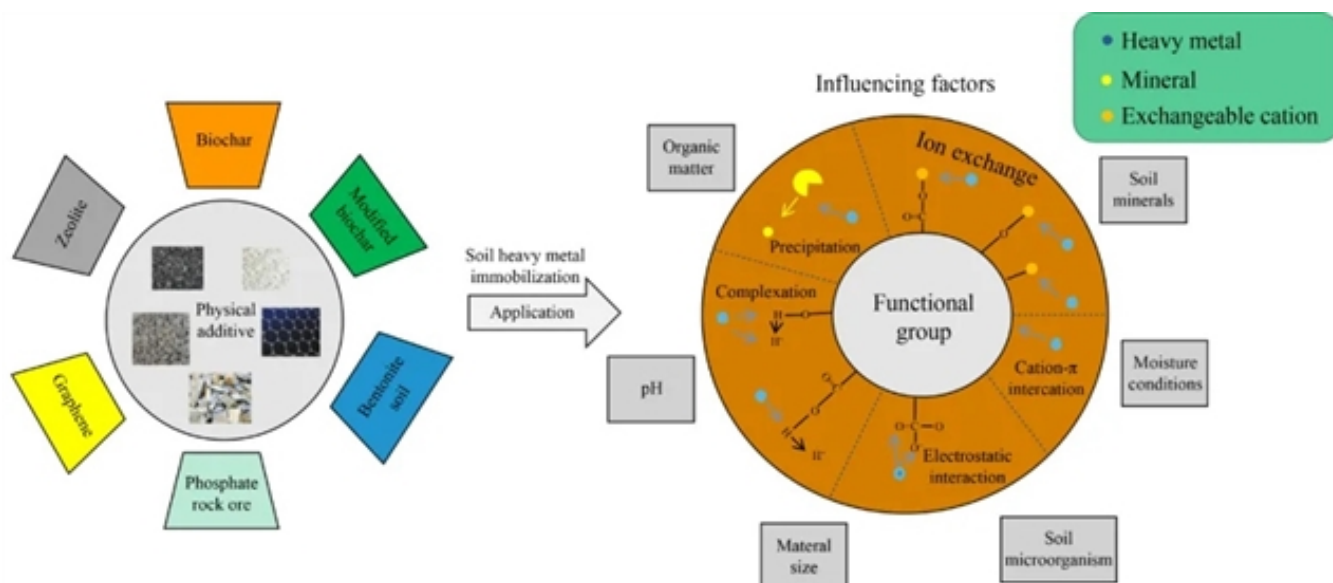 Biochar
Modified
biochar
Bentonite
soil
Phosphate
rock ore
Graphene
Zeolite
Physical
additive
Soil heavy metal
immobilization
Application
Influencing factors
Organic
matter
pH
Materal
size
Soil
microorganism
Moisture
conditions
Soil
minerals
Ion exchange
Precipitation
Complexation
Functional
group
Cation-π
intercation
Electrostatic
interaction
O
C
O
O
H
O
H⁺
O
C
O
H
H⁺
O
C
O
O
Heavy metal
Mineral
Exchangeable cation